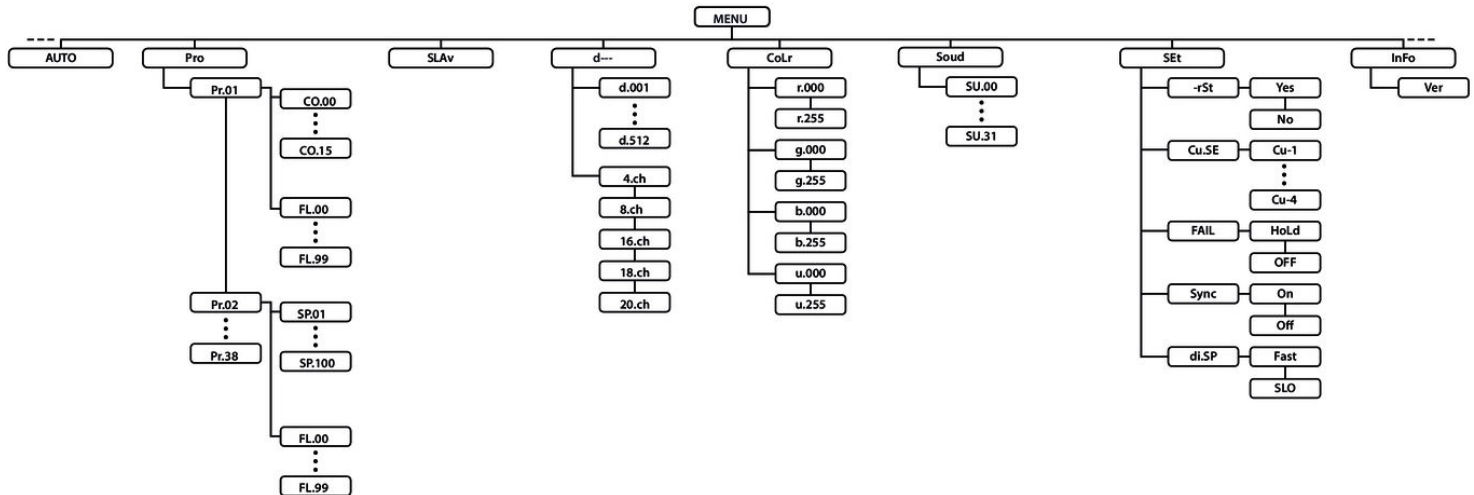 MENU
AUTO
Pro
SLAv
d---
CoLr
Soud
SEt
InFo
Pr.01
CO.00
CO.15
FL.00
FL.99
Pr.02
Pr.38
SP.01
SP.100
FL.00
FL.99
d.001
d.512
4.ch
8.ch
16.ch
18.ch
20.ch
r.000
r.255
g.000
g.255
b.000
b.255
u.000
u.255
SU.00
SU.31
-rSt
Yes
No
Cu.SE
Cu-1
Cu-4
FAIL
HoLd
OFF
Sync
On
Off
di.SP
Fast
SLO
Ver